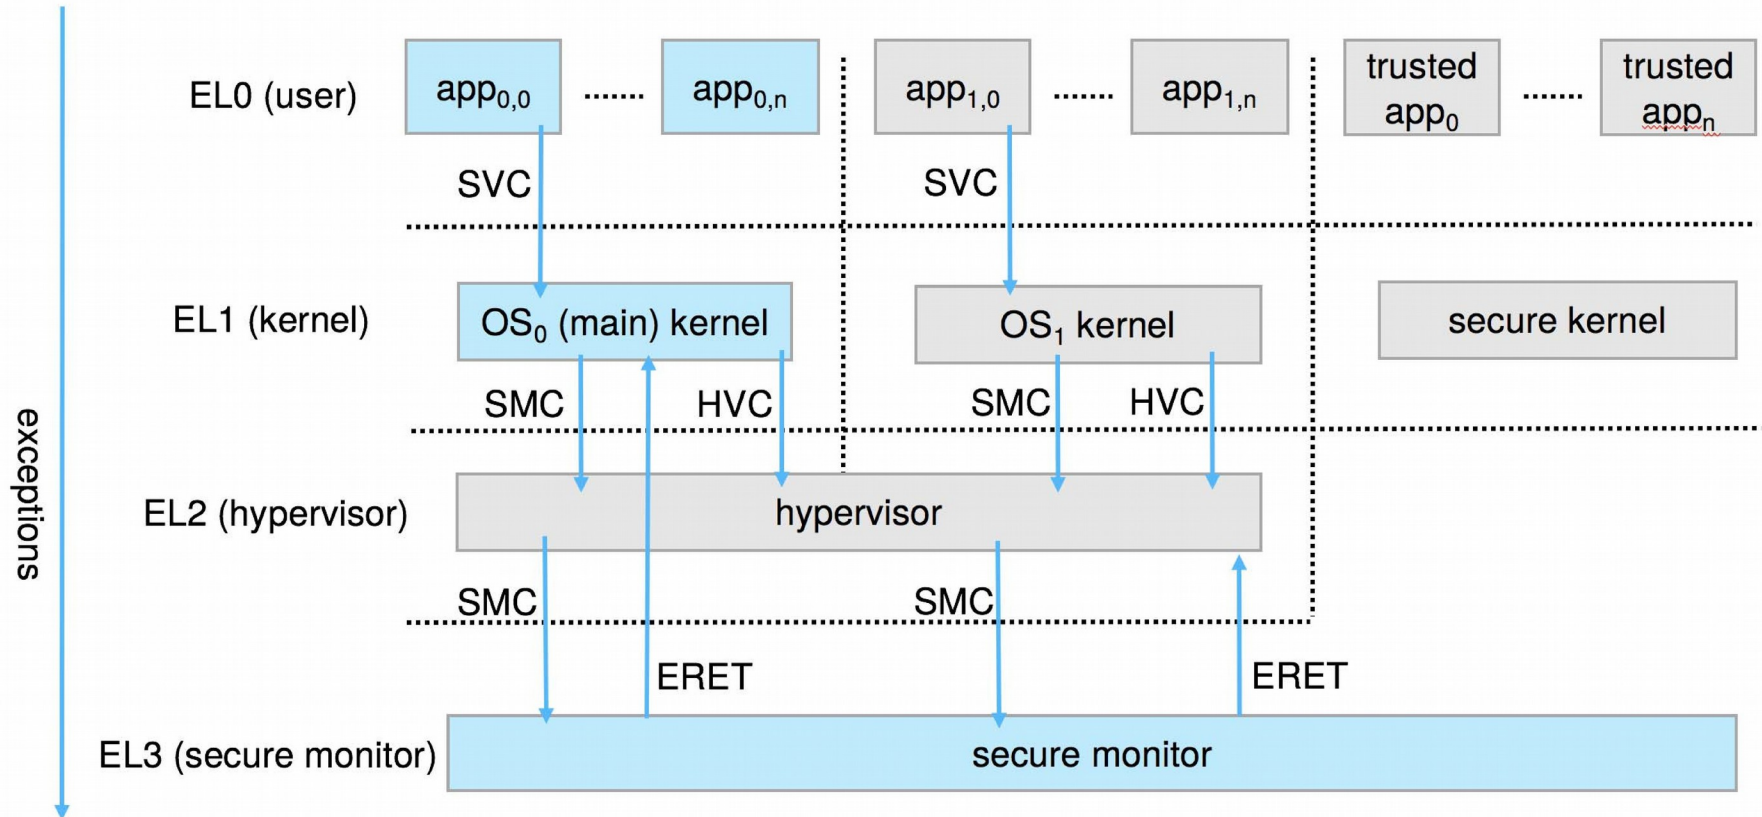 EL0 (user)
app0,0 ........ app0,n
app1,0 ........ app1,n
trusted
app0
........
trusted
appn
SVC
SVC
EL1 (kernel)
OS0 (main) kernel
OS1 kernel
secure kernel
SMC
HVC
SMC
HVC
exceptions
EL2 (hypervisor)
hypervisor
SMC
SMC
ERET
ERET
EL3 (secure monitor)
secure monitor